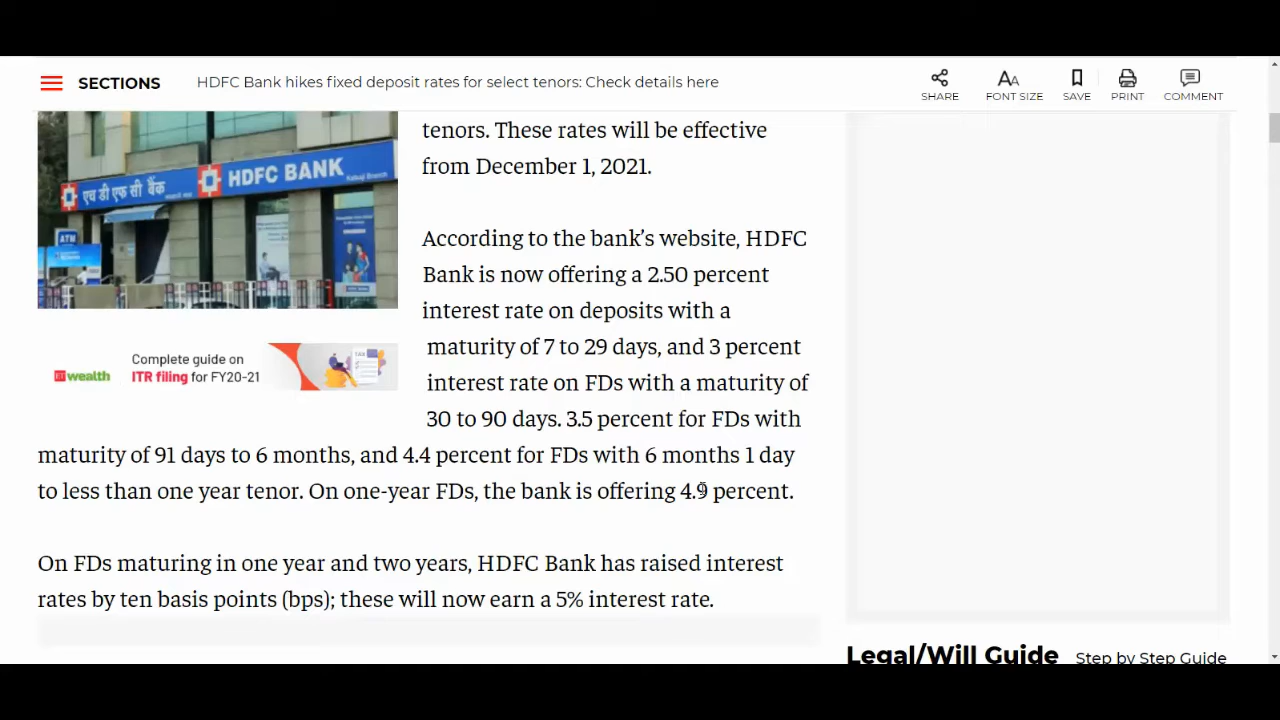 SECTIONS
HDFC Bank hikes fixed deposit rates for select tenors: Check details here
SHARE
AA
FONT SIZE
SAVE
PRINT
COMMENT
एच डी एफ सी बैंक
HDFC BANK
ATM
tenors. These rates will be effective
from December 1, 2021.
According to the bank’s website, HDFC
Bank is now offering a 2.50 percent
interest rate on deposits with a
maturity of 7 to 29 days, and 3 percent
interest rate on FDs with a maturity of
30 to 90 days. 3.5 percent for FDs with
maturity of 91 days to 6 months, and 4.4 percent for FDs with 6 months 1 day
to less than one year tenor. On one-year FDs, the bank is offering 4.9 percent.
ET wealth
Complete guide on
ITR filing for FY20-21
TAX
On FDs maturing in one year and two years, HDFC Bank has raised interest
rates by ten basis points (bps); these will now earn a 5% interest rate.
Legal/Will Guide
Step by Step Guide